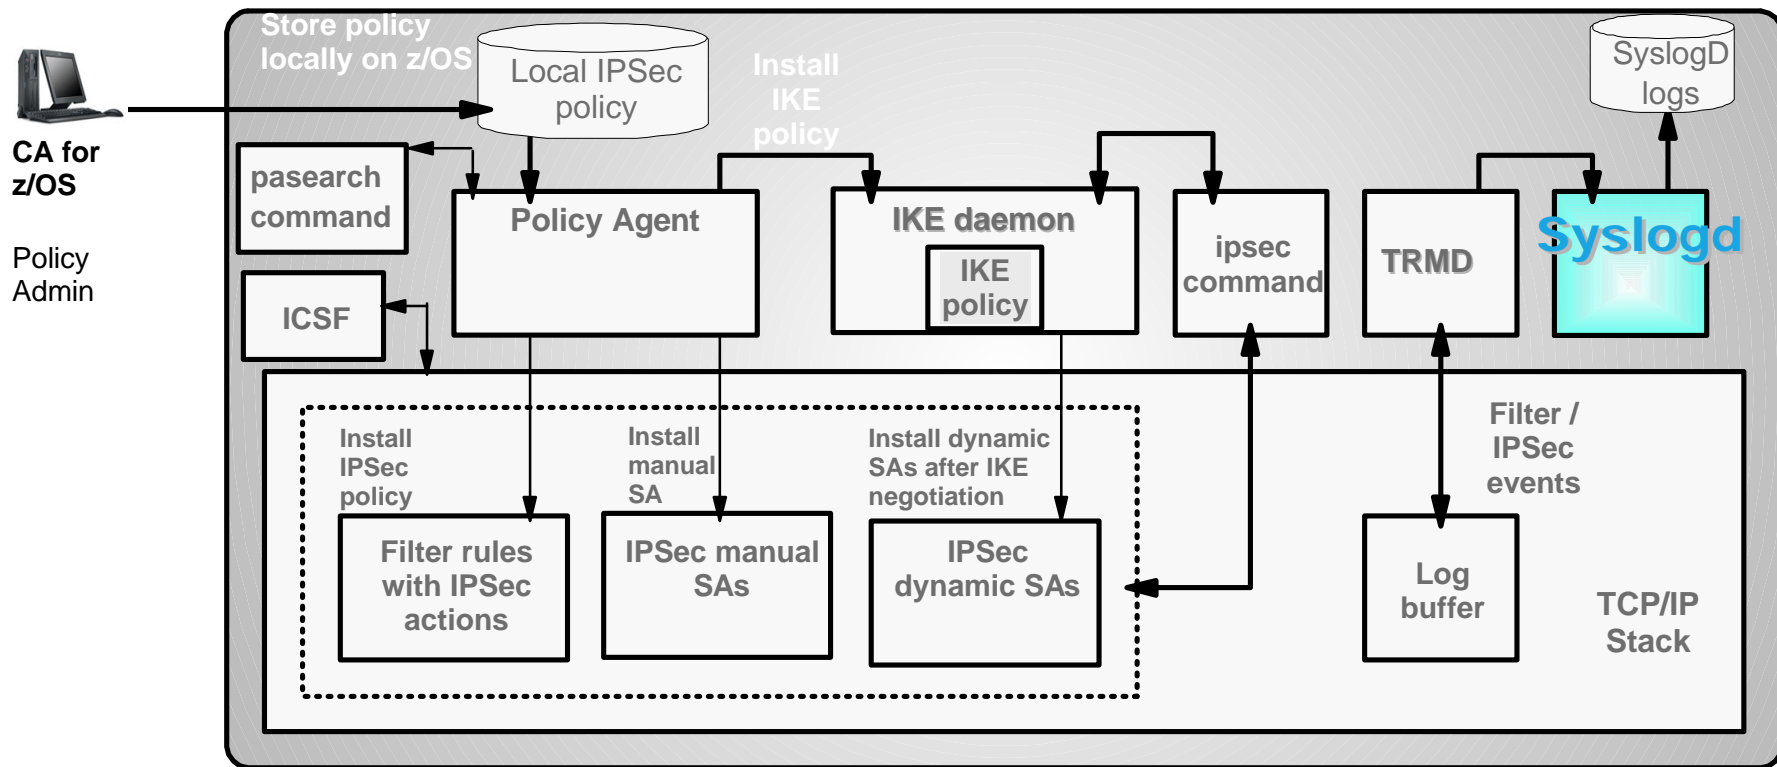 Store policy
locally on z/OS
Local IPSec
policy
Install
IKE
policy
SyslogD
logs
CA for
z/OS
Policy
Admin
pasearch
command
Policy Agent
IKE daemon
IKE
policy
ipsec
command
TRMD
Syslogd
ICSF
Install
IPSec
policy
Install
manual
SA
Install dynamic
SAs after IKE
negotiation
Filter /
IPSec
events
Filter rules
with IPSec
actions
IPSec manual
SAs
IPSec
dynamic SAs
Log
buffer
TCP/IP
Stack